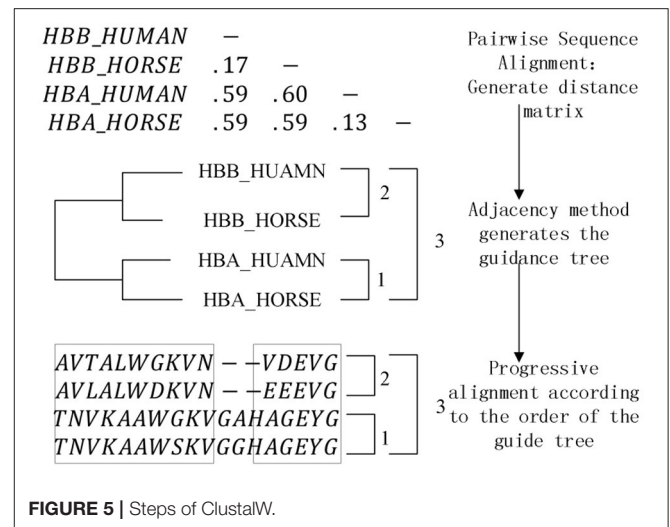 HBB_HUMAN –
HBB_HORSE .17 –
HBA_HUMAN .59 .60 –
HBA_HORSE .59 .59 .13 –
Pairwise Sequence
Alignment:
Generate distance
matrix
HBB_HUAMN
HBB_HORSE
2
HBA_HUAMN
HBA_HORSE
1
3
Adjacency method
generates the
guidance tree
AVTALWGKVN – – VDEVG
AVLALWDKVN – – EEEVG
2
TNVKAAWGKVGAHAGEYG
TNVKAAWSKVGGHAGEYG
1
3
Progressive
alignment according
to the order of the
guide tree
FIGURE 5 | Steps of ClustalW.